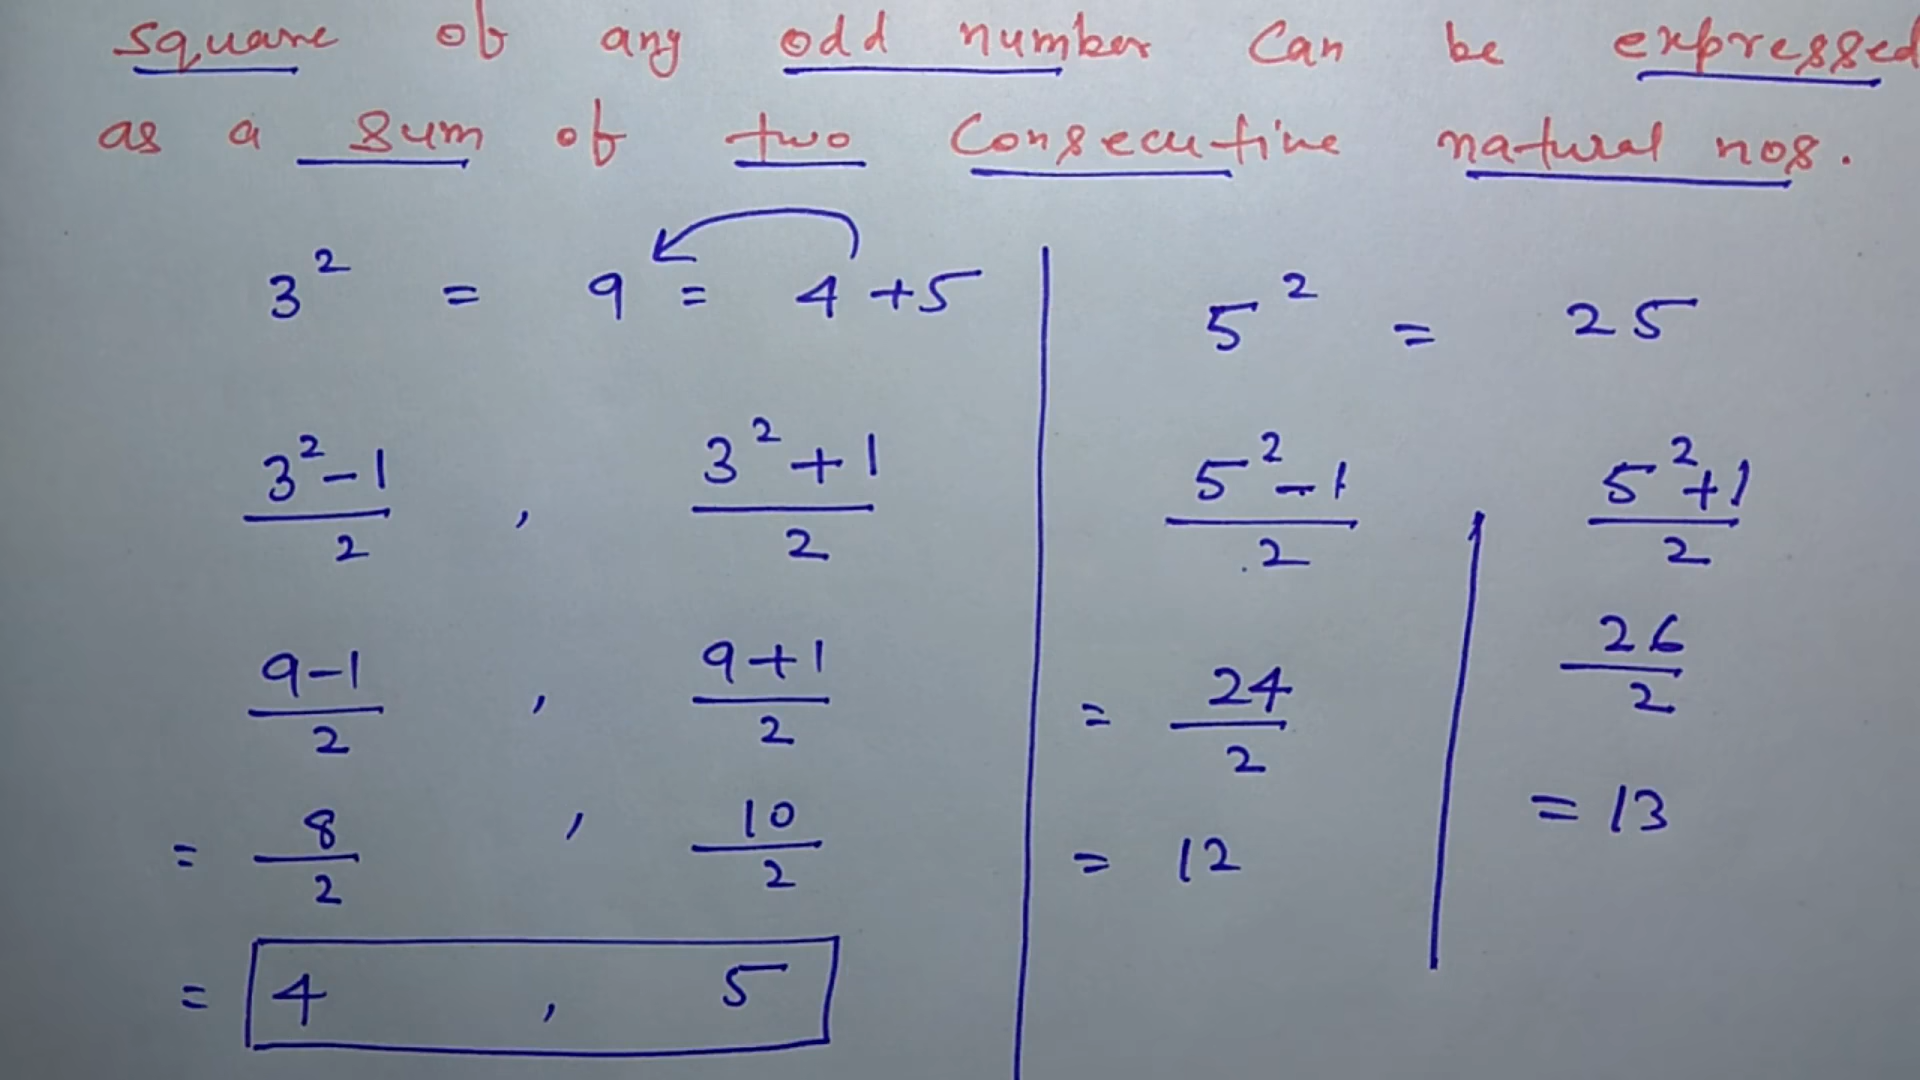 square of any odd number can be expressed
as a sum of two consecutive natural nos.
3² = 9 = 4 + 5
(3² - 1)/2 , (3² + 1)/2
(9 - 1)/2 , (9 + 1)/2
= 8/2 , 10/2
= 4 , 5
5² = 25
(5² - 1)/2
= 24/2
= 12
(5² + 1)/2
26/2
= 13